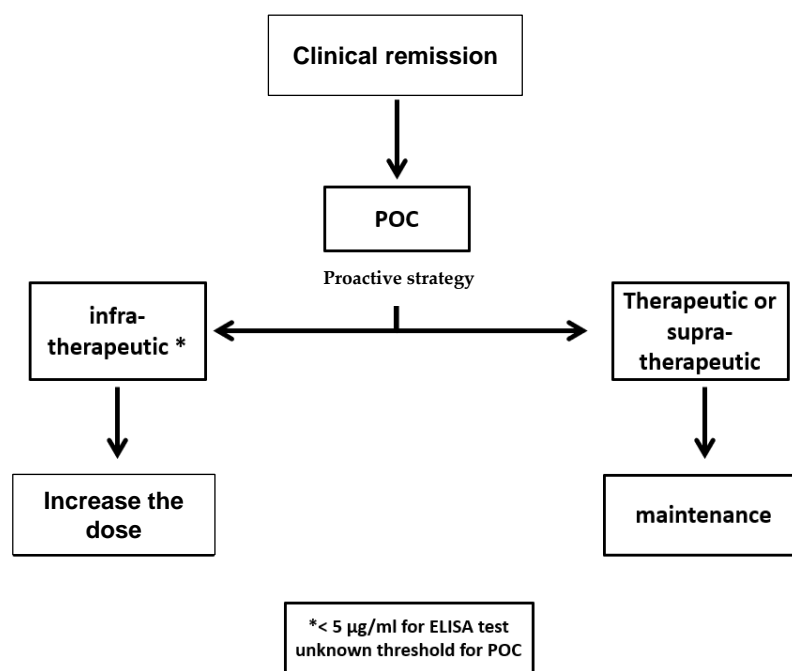 Clinical remission
POC
Proactive strategy
infra-
therapeutic *
Therapeutic or
supra-
therapeutic
Increase the
dose
maintenance
*< 5 µg/ml for ELISA test
unknown threshold for POC